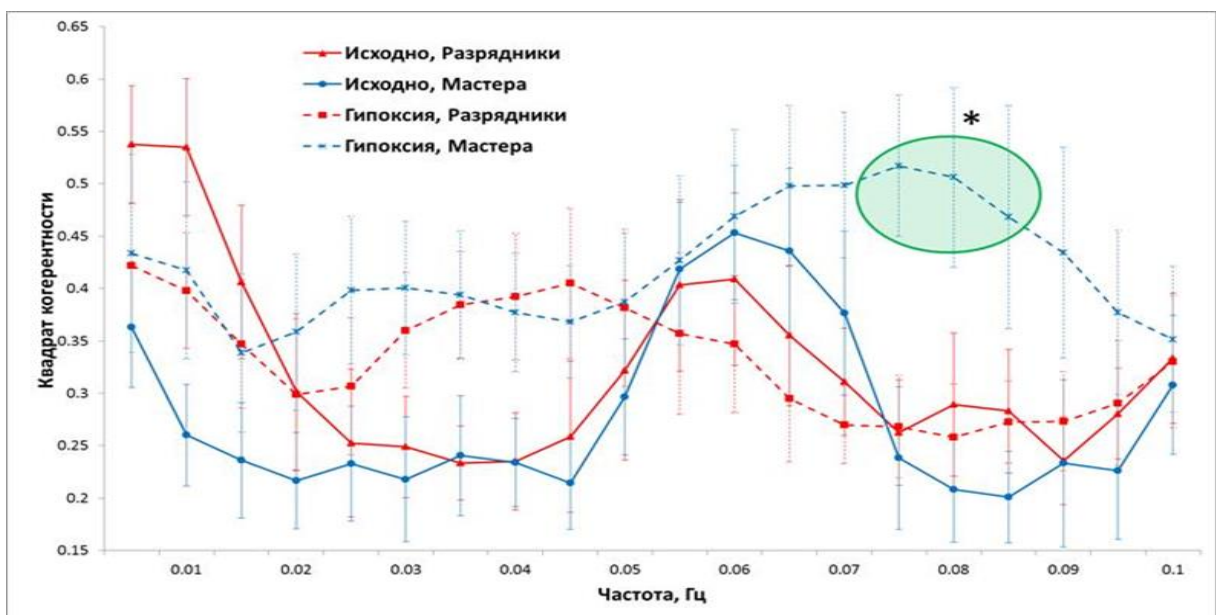 0.65
0.6
0.55
0.5
0.45
0.4
0.35
0.3
0.25
0.2
0.15
Квадрат когерентности
Исходно, Разрядники
Исходно, Мастера
Гипоксия, Разрядники
Гипоксия, Мастера
*
0.01 0.02 0.03 0.04 0.05 0.06 0.07 0.08 0.09 0.1
Частота, Гц